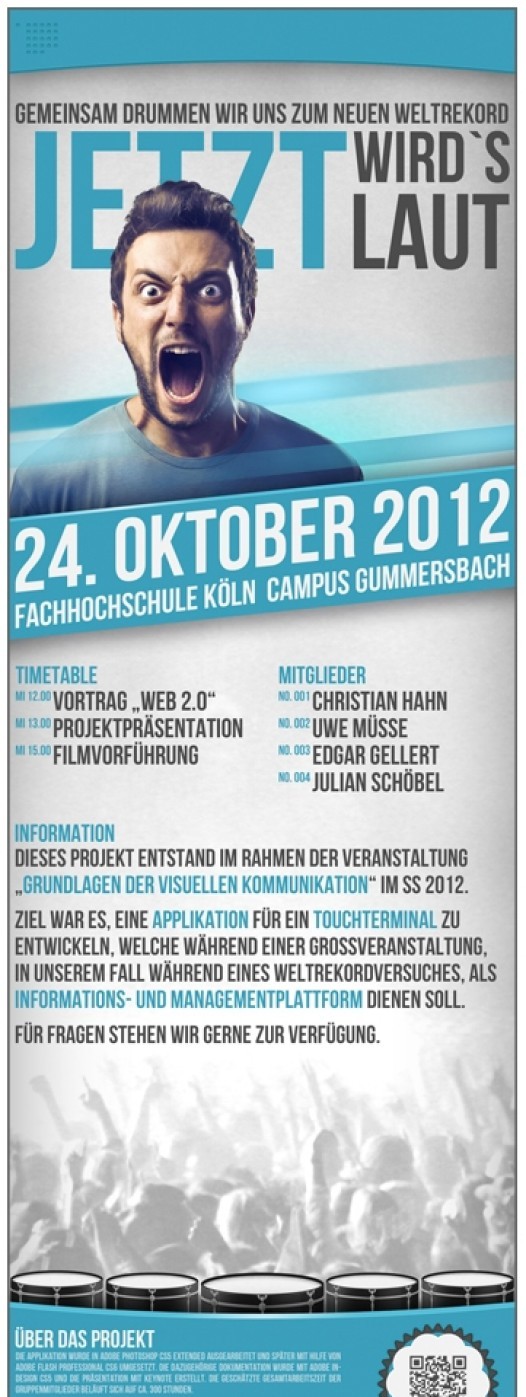 GEMEINSAM DRUMMEN WIR UNS ZUM NEUEN WELTREKORD
JETZT WIRD`S
LAUT
24. OKTOBER 2012
FACHHOCHSCHULE KÖLN CAMPUS GUMMERSBACH
TIMETABLE
MI 12.00 VORTRAG „WEB 2.0“
MI 13.00 PROJEKTPRÄSENTATION
MI 15.00 FILMVORFÜHRUNG
MITGLIEDER
NO. 001 CHRISTIAN HAHN
NO. 002 UWE MÜSSE
NO. 003 EDGAR GELLERT
NO. 004 JULIAN SCHÖBEL
INFORMATION
DIESES PROJEKT ENTSTAND IM RAHMEN DER VERANSTALTUNG
„GRUNDLAGEN DER VISUELLEN KOMMUNIKATION“ IM SS 2012.
ZIEL WAR ES, EINE APPLIKATION FÜR EIN TOUCHTERMINAL ZU
ENTWICKELN, WELCHE WÄHREND EINER GROSSVERANSTALTUNG,
IN UNSEREM FALL WÄHREND EINES WELTREKORDVERSUCHES, ALS
INFORMATIONS- UND MANAGEMENTPLATTFORM DIENEN SOLL.
FÜR FRAGEN STEHEN WIR GERNE ZUR VERFÜGUNG.
ÜBER DAS PROJEKT
DIE APPLIKATION WURDE IN ADOBE PHOTOSHOP CS5 EXTENDED AUSGEARBEITET UND SPÄTER MIT HILFE VON
ADOBE FLASH PROFESSIONAL CS6 UMGESETZT. DIE DAZUGEHÖRIGE DOKUMENTATION WURDE MIT ADOBE IN-
DESIGN CS5 UND DIE PRÄSENTATION MIT KEYNOTE ERSTELLT. DIE GESCHÄTZTE GESAMTARBEITSZEIT DER
GRUPPENMITGLIEDER BELÄUFT SICH AUF CA. 300 STUNDEN.